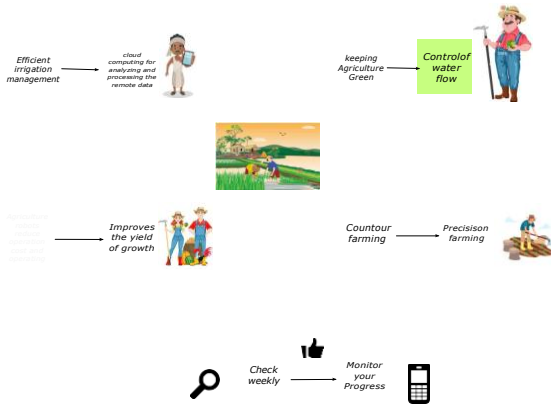 Efficient
irrigation
management
cloud
computing for
analyzing and
processing the
remote data
keeping
Agriculture
Green
Controlof
water
flow
Improves
the yield
of growth
Countour
farming
Precisison
farming
Check
weekly
Monitor
your
Progress